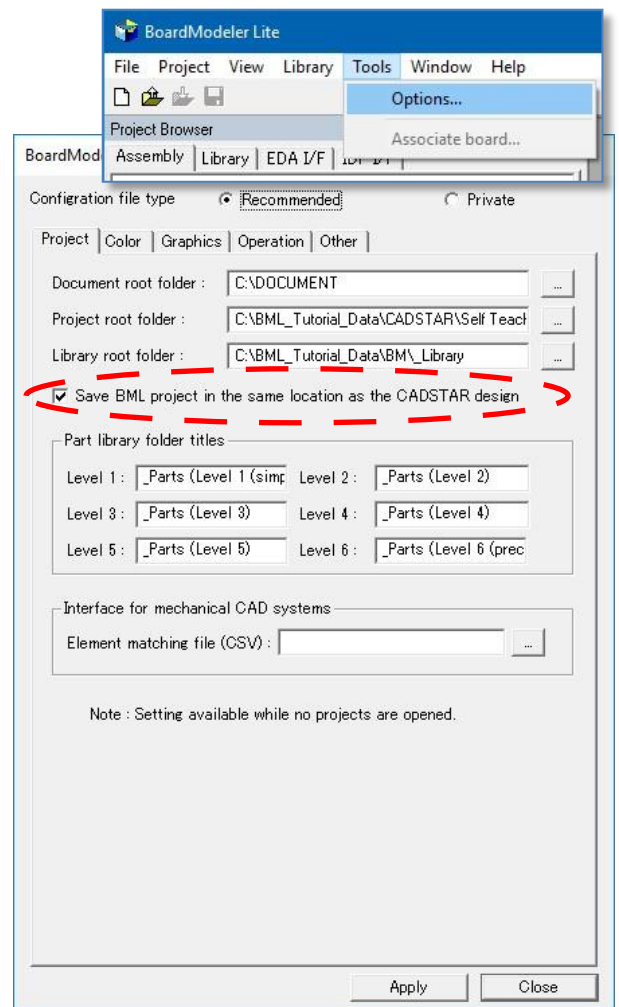 BoardModeler Lite
File Project View Library Tools Window Help
Options...
Project Browser
Associate board...
BoardMod
Assembly Library EDA I/F
Configration file type Recommended Private
Project Color Graphics Operation Other
Document root folder : C:\DOCUMENT ...
Project root folder : C:\BML_Tutorial_Data\CADSTAR\Self Teach ...
Library root folder : C:\BML_Tutorial_Data\BM\_Library ...
Save BML project in the same location as the CADSTAR design
Part library folder titles
Level 1 : _Parts (Level 1 (simp Level 2 : _Parts (Level 2)
Level 3 : _Parts (Level 3) Level 4 : _Parts (Level 4)
Level 5 : _Parts (Level 5) Level 6 : _Parts (Level 6 (prec
Interface for mechanical CAD systems
Element matching file (CSV) : ...
Note : Setting available while no projects are opened.
Apply Close